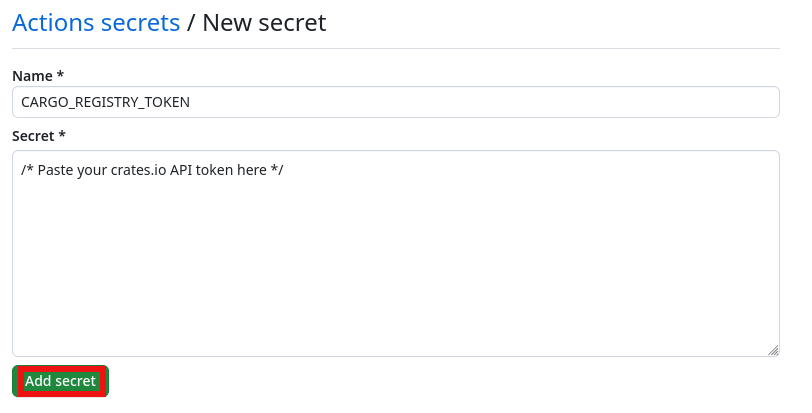 Actions secrets / New secret
Name *
CARGO_REGISTRY_TOKEN
Secret *
/* Paste your crates.io API token here */
Add secret